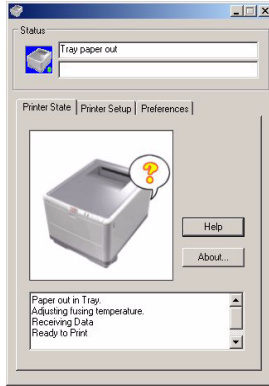 Status
Tray paper out
Printer State Printer Setup Preferences
?
Help
About...
Paper out in Tray.
Adjusting fusing temperature.
Receiving Data
Ready to Print